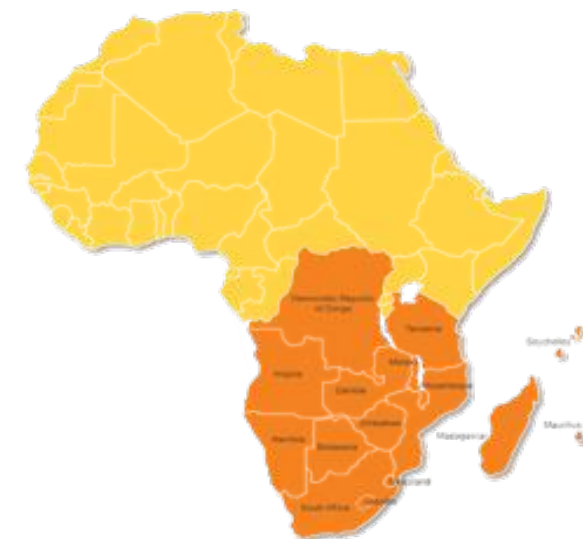 Democratic Republic
of Congo
Tanzania
Seychelles
Angola
Malawi
Zambia
Mozambique
Zimbabwe
Mauritius
Madagascar
Namibia
Botswana
Swaziland
Lesotho
South Africa